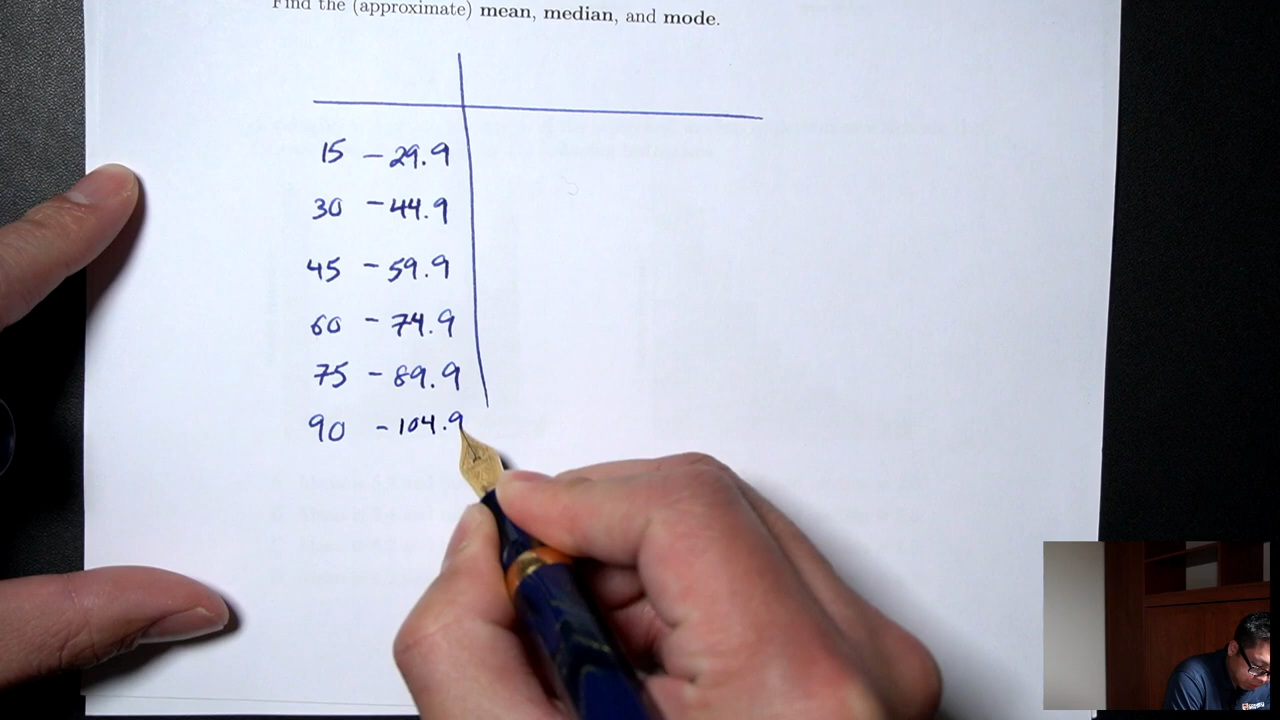 Find the (approximate) mean, median, and mode.
15 - 29.9
30 - 44.9
45 - 59.9
60 - 74.9
75 - 89.9
90 - 104.9